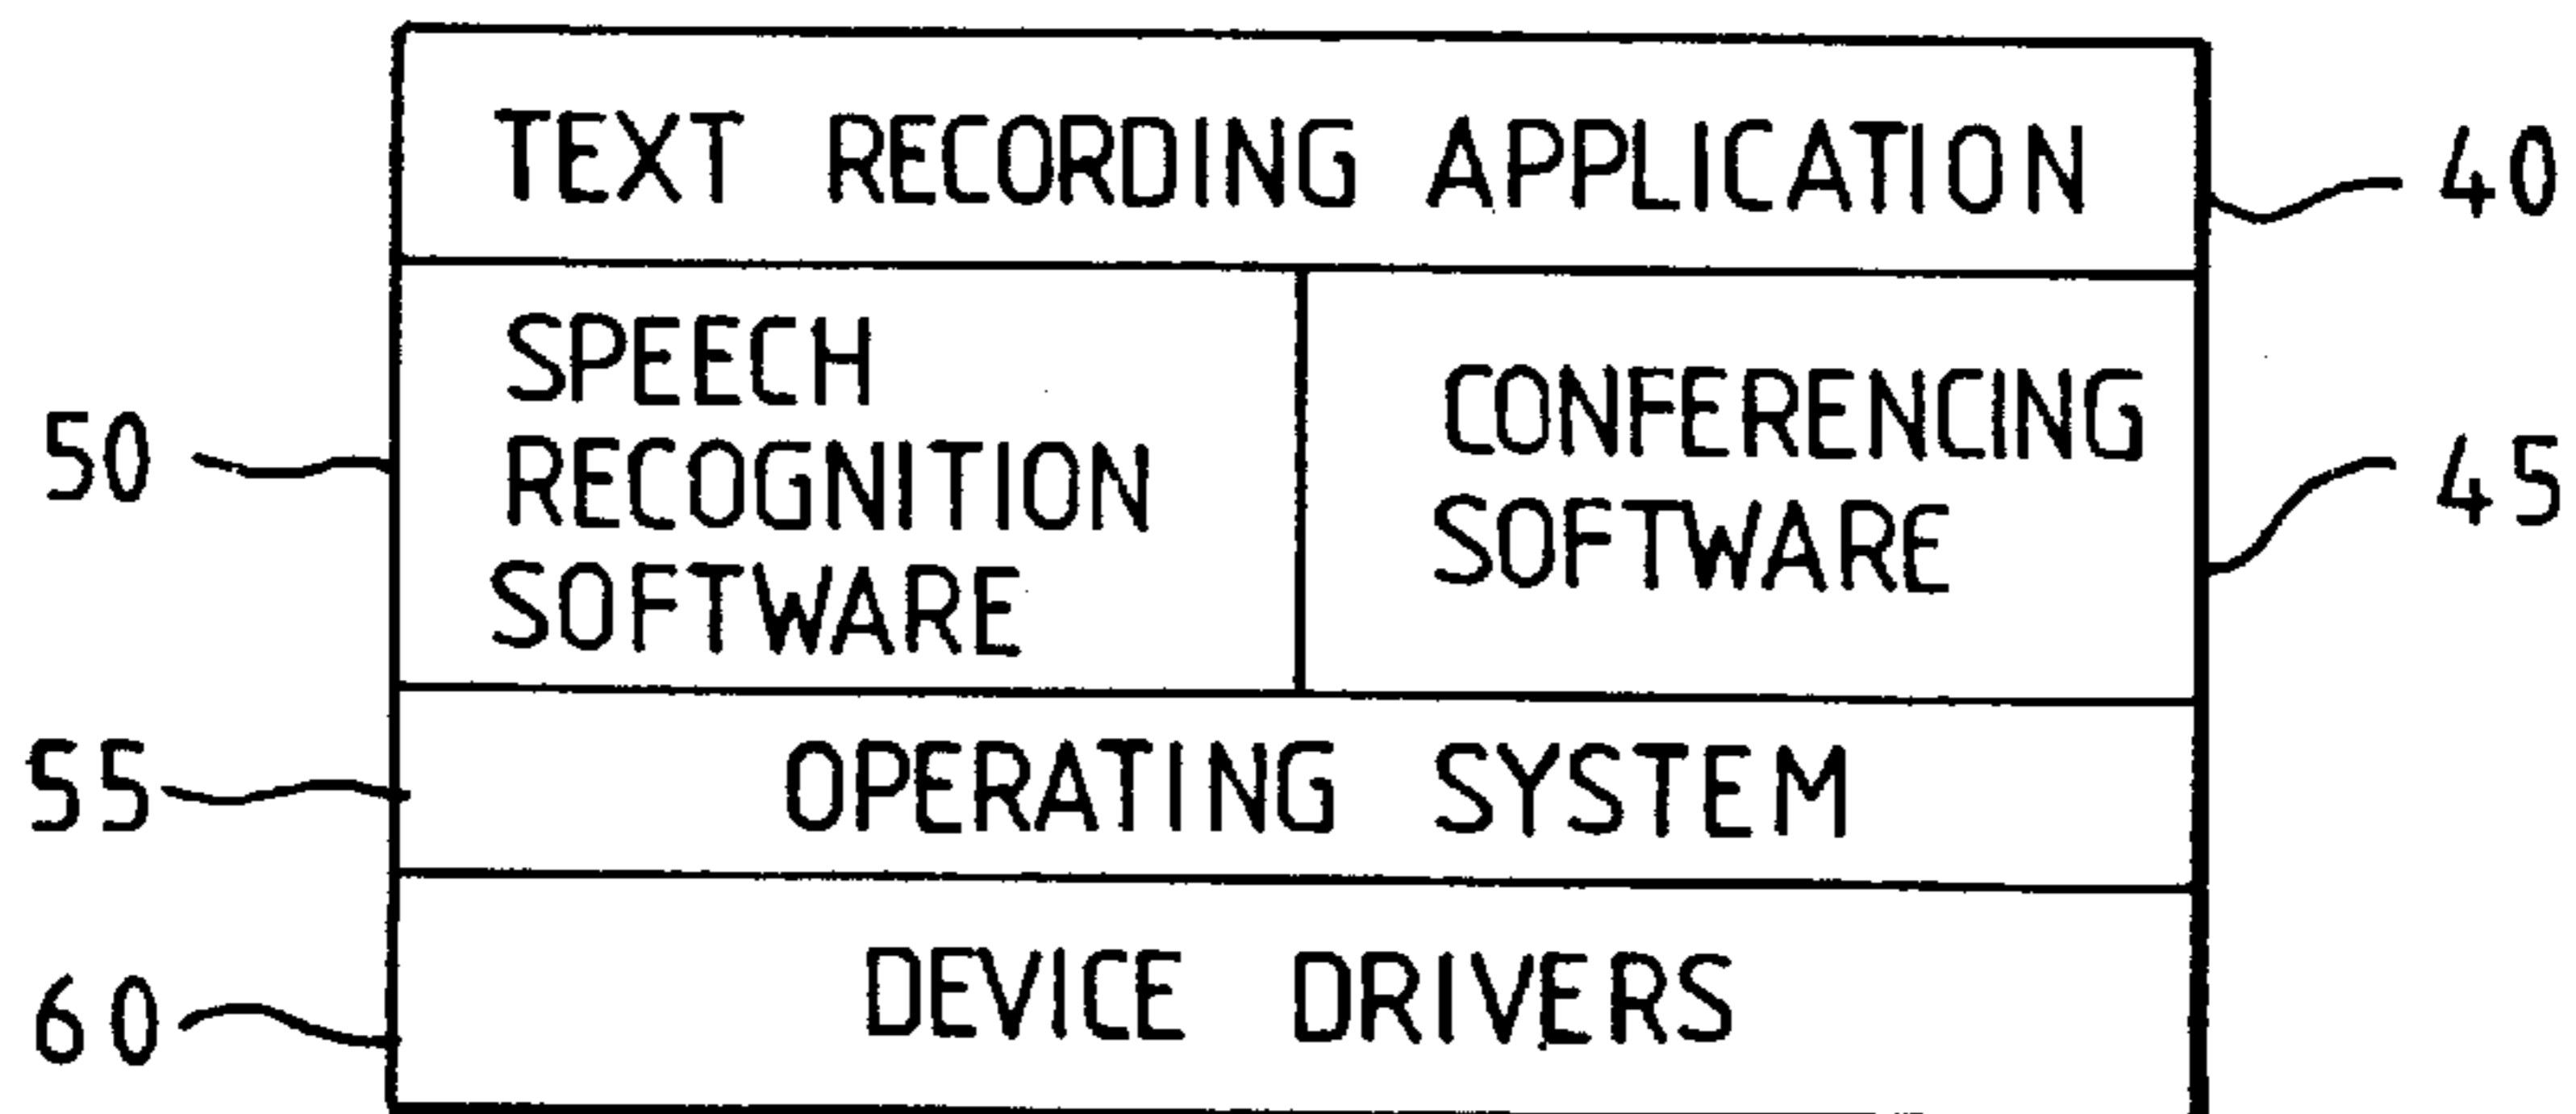 TEXT RECORDING APPLICATION
40
SPEECH
RECOGNITION
SOFTWARE
50
CONFERENCING
SOFTWARE
45
OPERATING SYSTEM
55
DEVICE DRIVERS
60